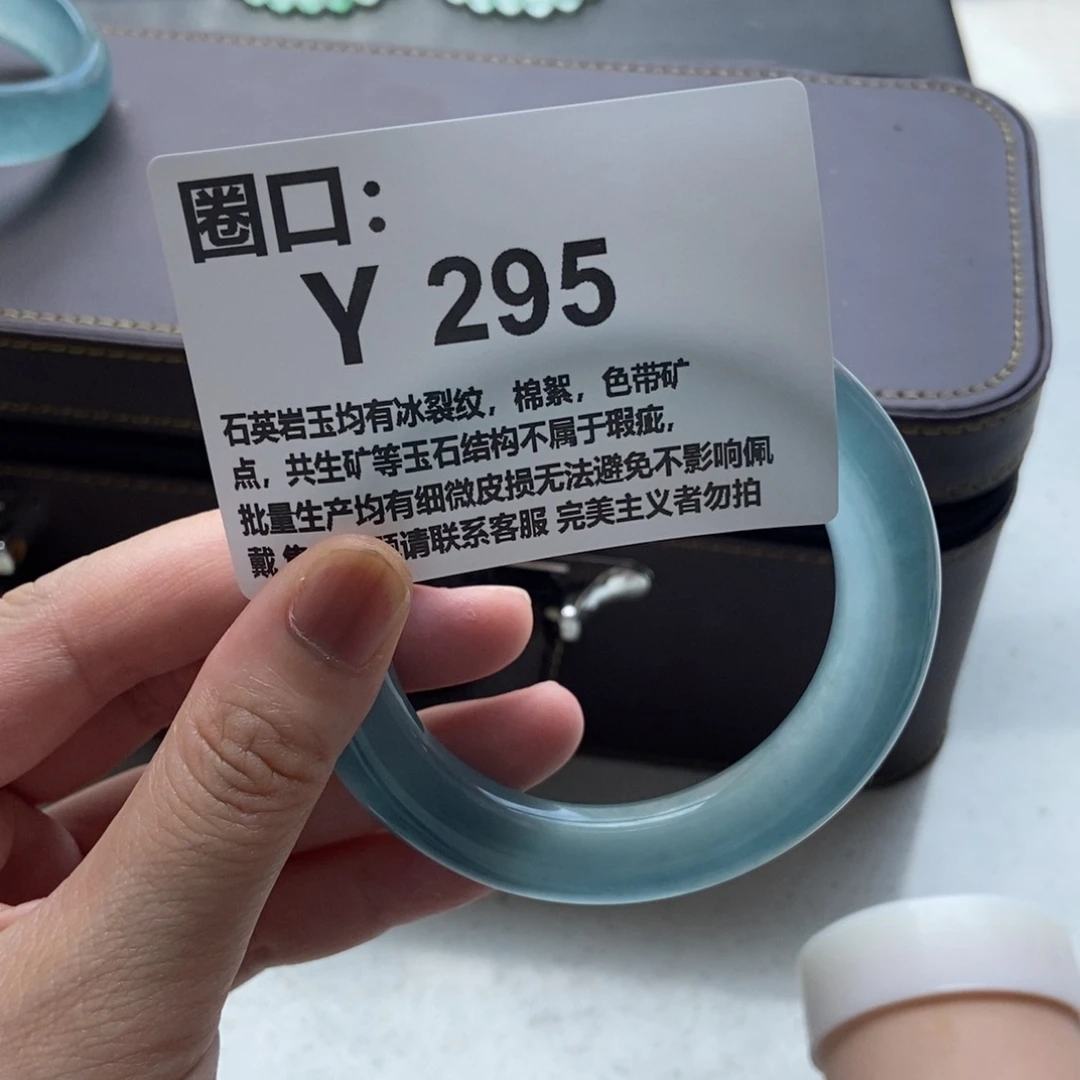 圈口：
Y 295
石英岩玉均有冰裂纹，棉絮，色带矿
点，共生矿等玉石结构不属于瑕疵，
批量生产均有细微皮损无法避免不影响佩
戴 请联系客服 完美主义者勿拍